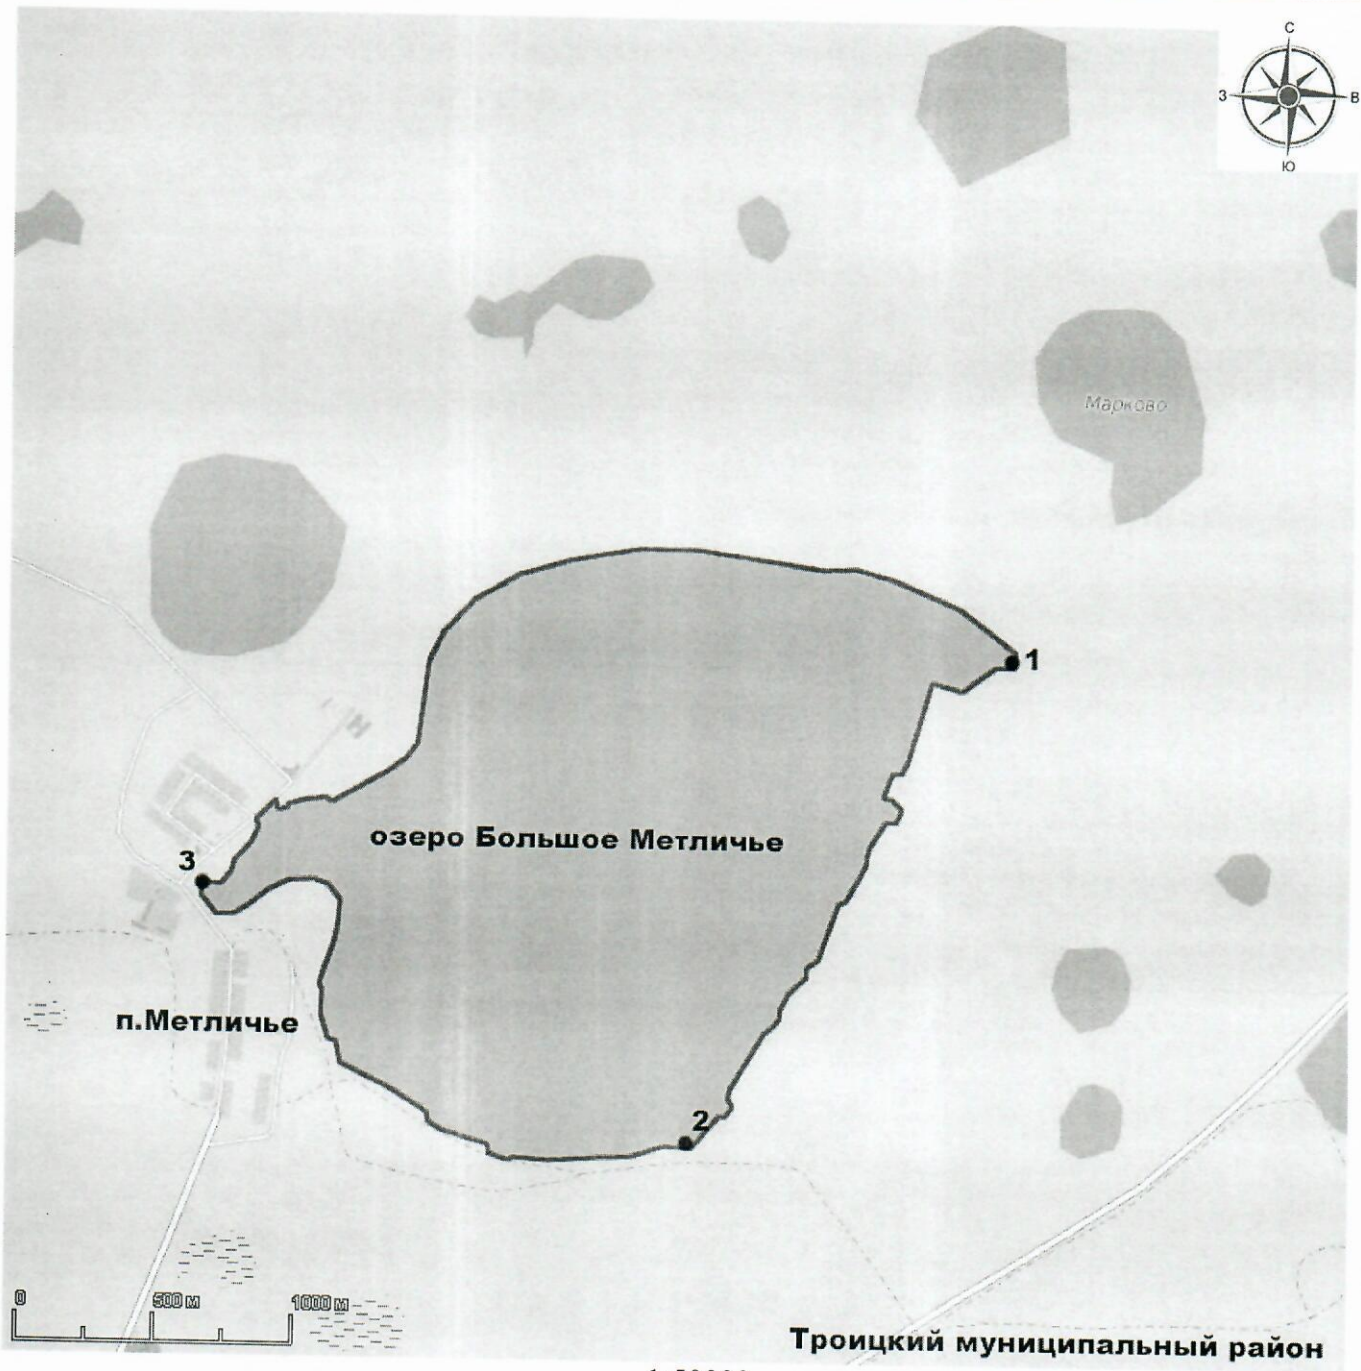 С
З В
Ю
Марково
1
озеро Большое Метличье
3
п.Метличье
2
0 500 м 1000 м
Троицкий муниципальный район